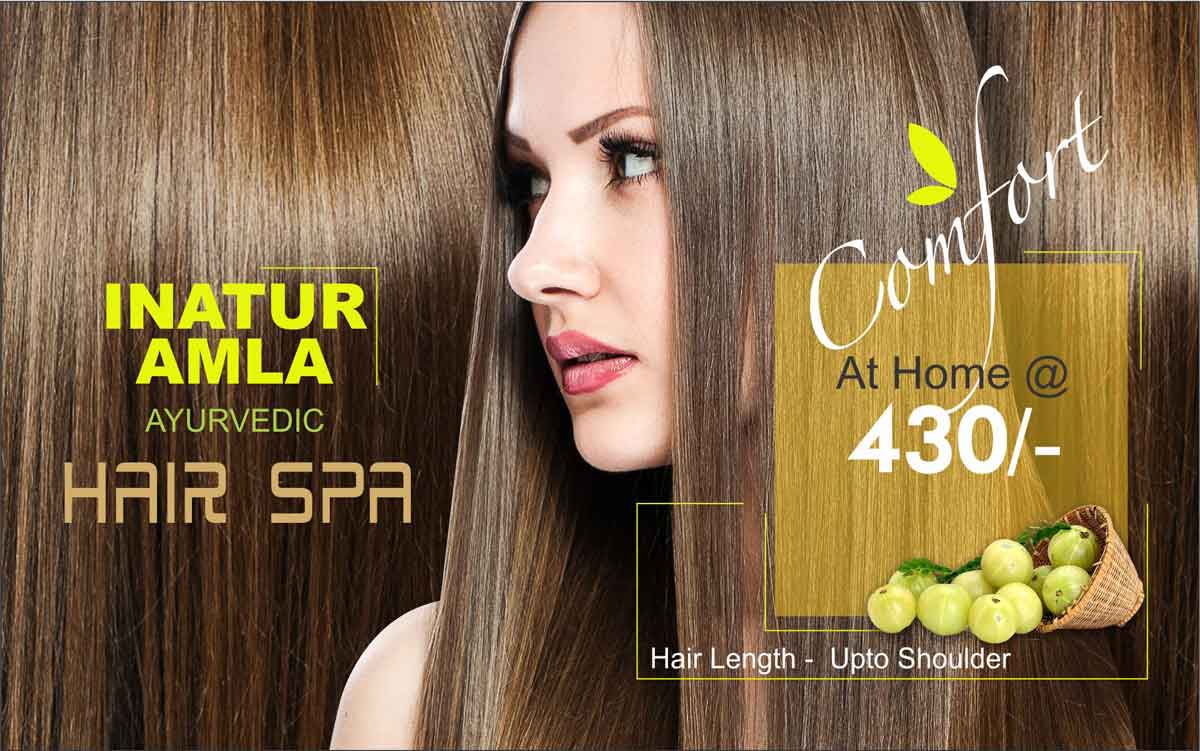 INATUR
AMLA
AYURVEDIC
HAIR SPA
Comfort
At Home @
430/-
Hair Length - Upto Shoulder